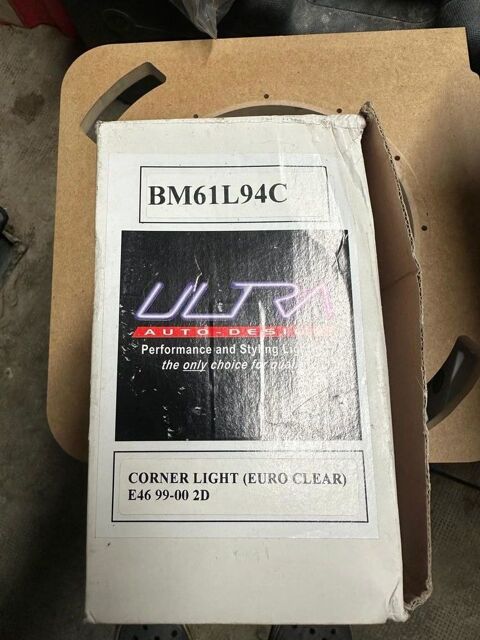 BM61L94C
ULTRA
AUTO-DESIGN
Performance and Styling
the only choice for
CORNER LIGHT (EURO CLEAR)
E46 99-00 2D